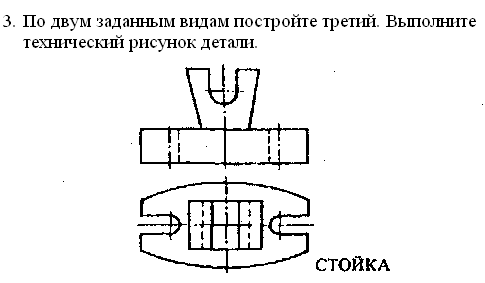 3. По двум заданным видам постройте третий. Выполните
технический рисунок детали.
СТОЙКА